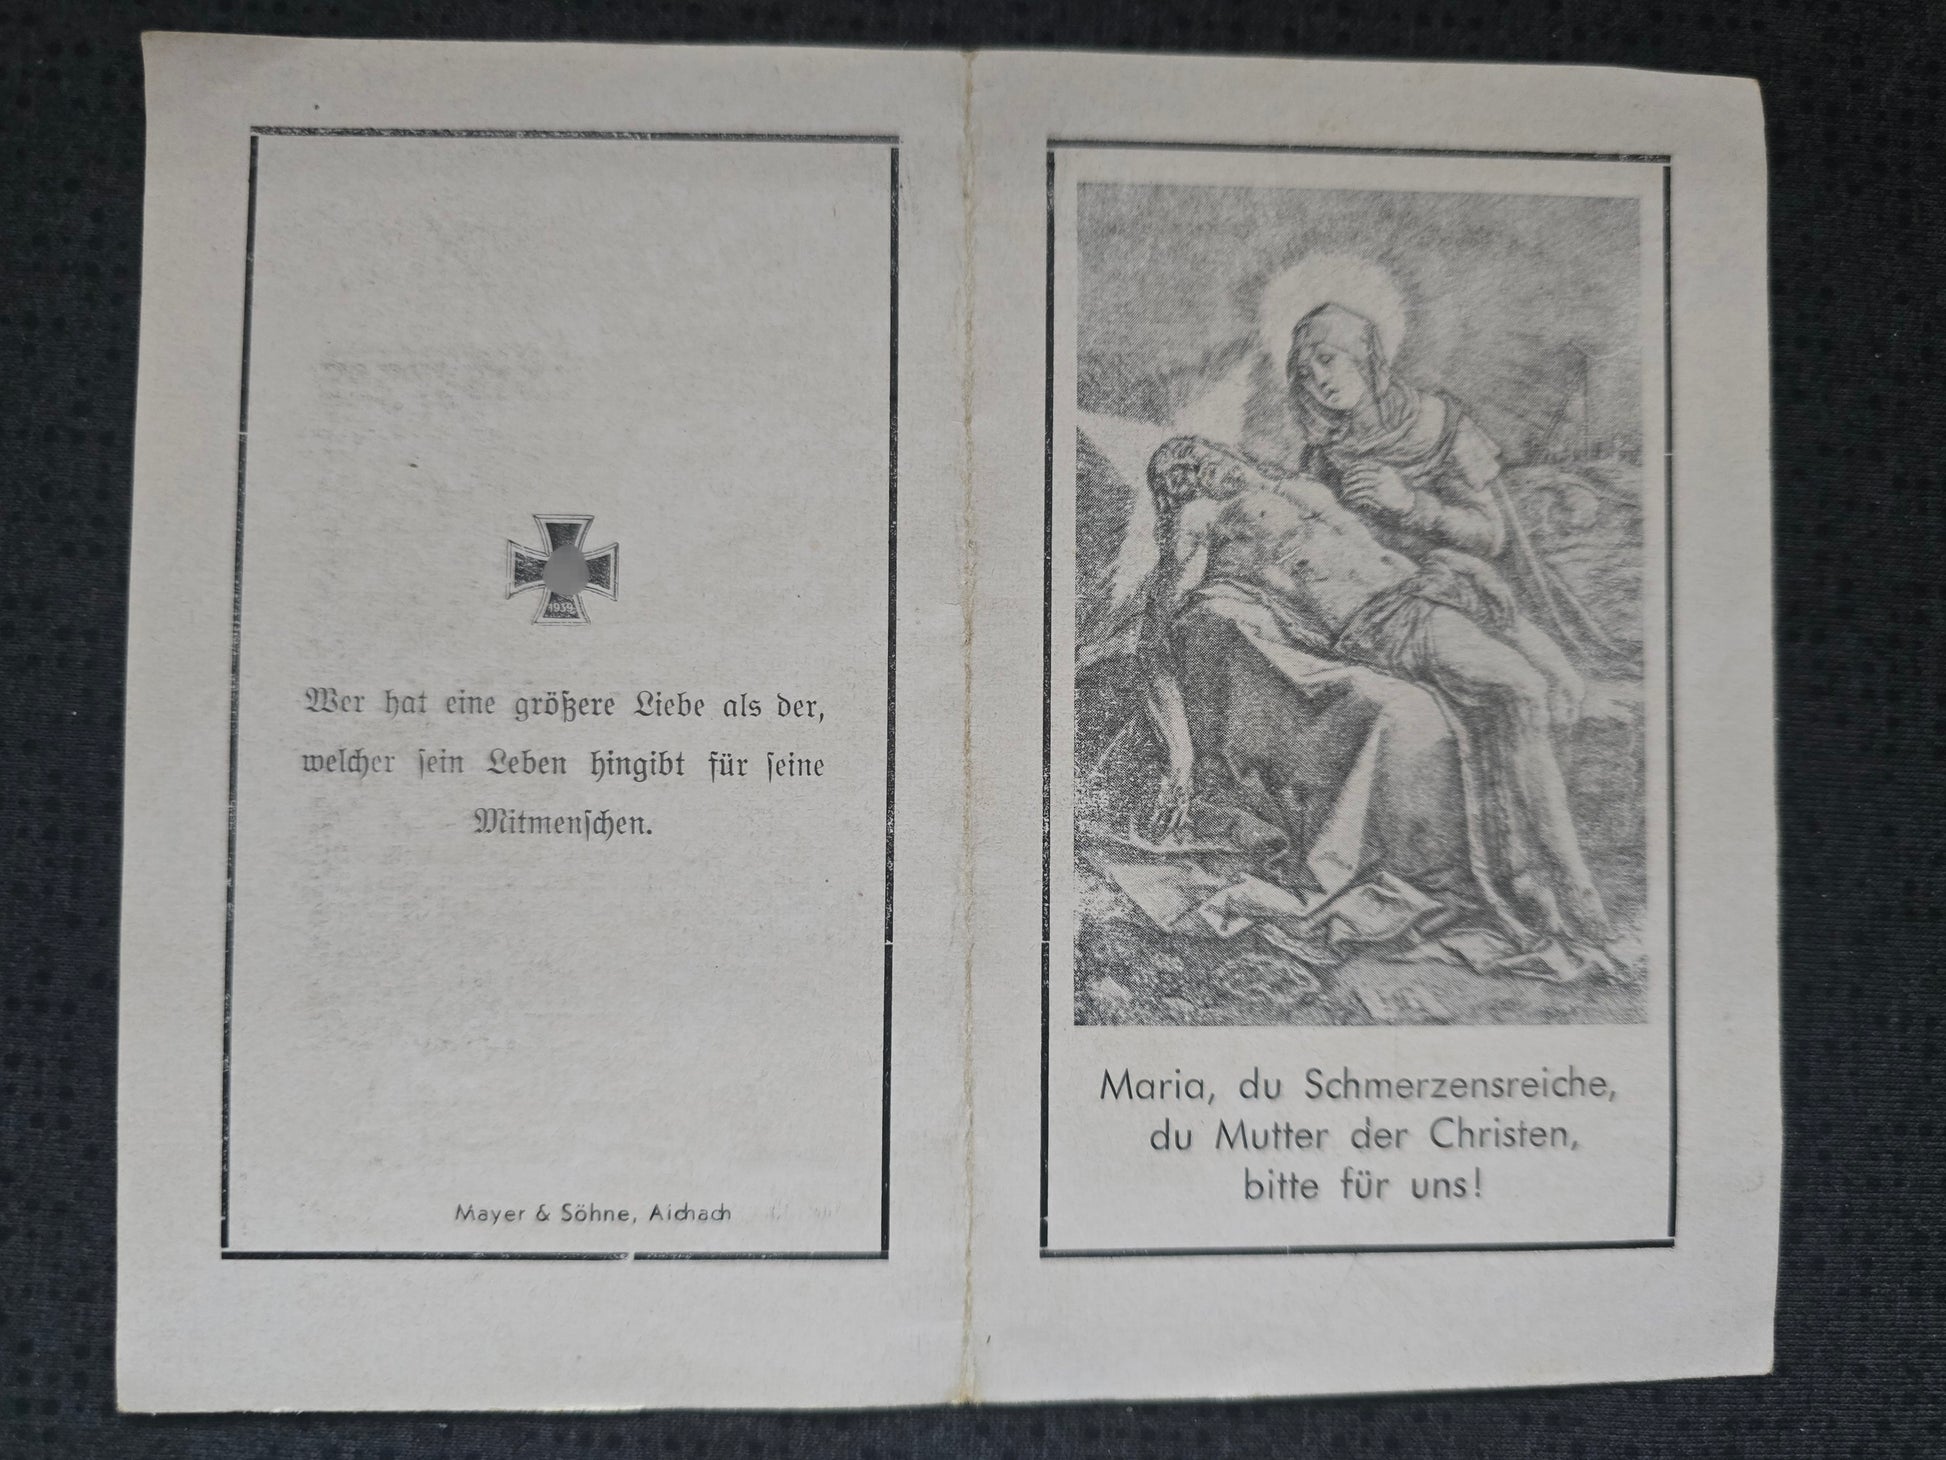 1939
Wer hat eine größere Liebe als der,
welcher sein Leben hingibt für seine
Mitmenschen.
Mayer & Söhne, Aichach
Maria, du Schmerzensreiche,
du Mutter der Christen,
bitte für uns!